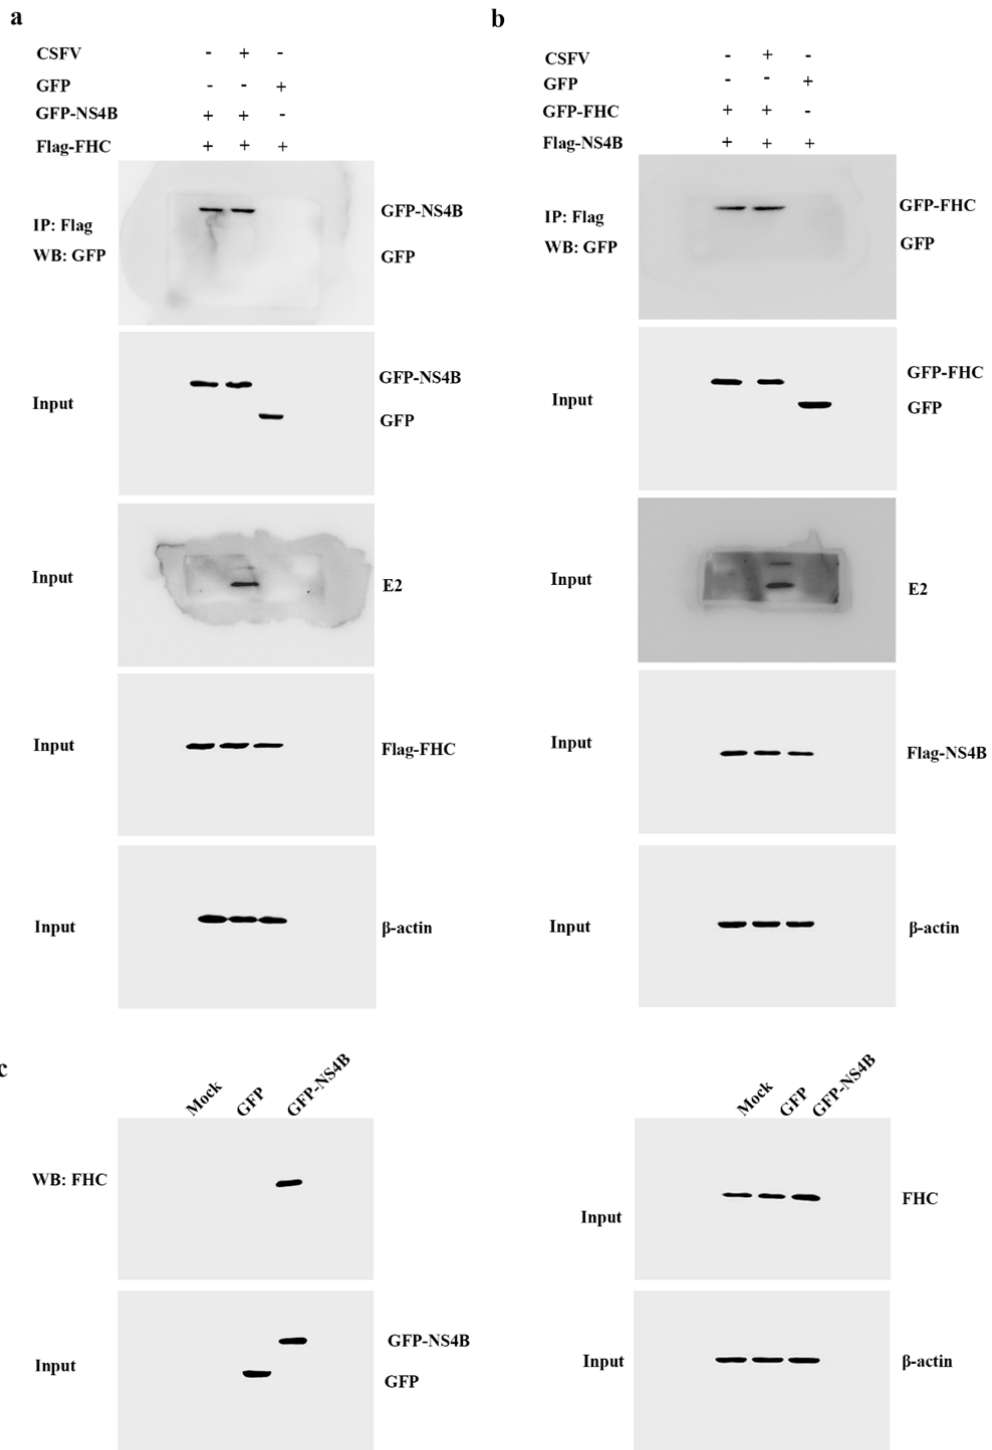 a
CSFV - + -
GFP - - +
GFP-NS4B + + -
Flag-FHC + + +
IP: Flag
WB: GFP
GFP-NS4B
GFP
Input
GFP-NS4B
GFP
Input
E2
Input
Flag-FHC
Input
β-actin
b
CSFV - + -
GFP - - +
GFP-FHC + + -
Flag-NS4B + + +
IP: Flag
WB: GFP
GFP-FHC
GFP
Input
GFP-FHC
GFP
Input
E2
Input
Flag-NS4B
Input
β-actin
c
Mock GFP GFP-NS4B
WB: FHC
Input
GFP-NS4B
GFP
Mock GFP GFP-NS4B
Input
FHC
Input
β-actin